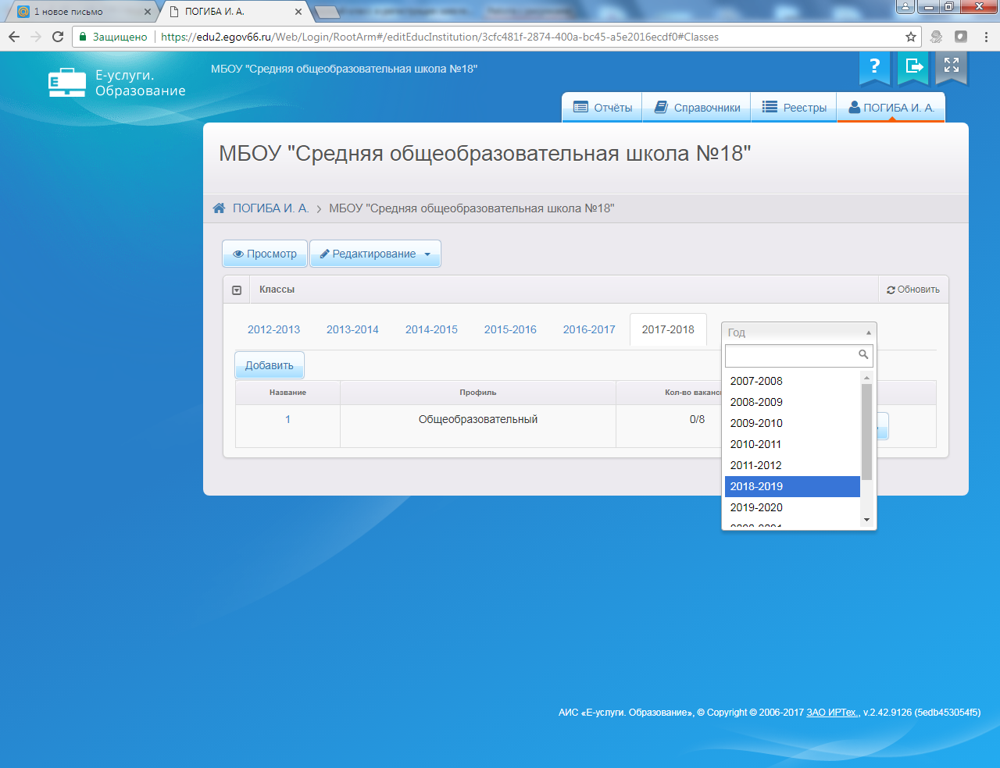 1 новое письмо
ПОГИБА И. А.
Защищено
https://edu2.egov66.ru/Web/Login/RootArm#/editEducInstitution/3cfc481f-2874-400a-bc45-a5e2016ecdf0#Classes
Е-услуги.
Образование
МБОУ "Средняя общеобразовательная школа №18"
?
Отчёты
Справочники
Реестры
ПОГИБА И. А.
МБОУ "Средняя общеобразовательная школа №18"
ПОГИБА И. А. > МБОУ "Средняя общеобразовательная школа №18"
Просмотр
Редактирование
Классы
Обновить
2012-2013
2013-2014
2014-2015
2015-2016
2016-2017
2017-2018
Год
Добавить
Название
Профиль
Кол-во
1
Общеобразовательный
0/8
2007-2008
2008-2009
2009-2010
2010-2011
2011-2012
2018-2019
2019-2020
АИС «Е-услуги. Образование», © Copyright © 2006-2017 ЗАО ИРТех., v.2.42.9126 (5edb453054f5)